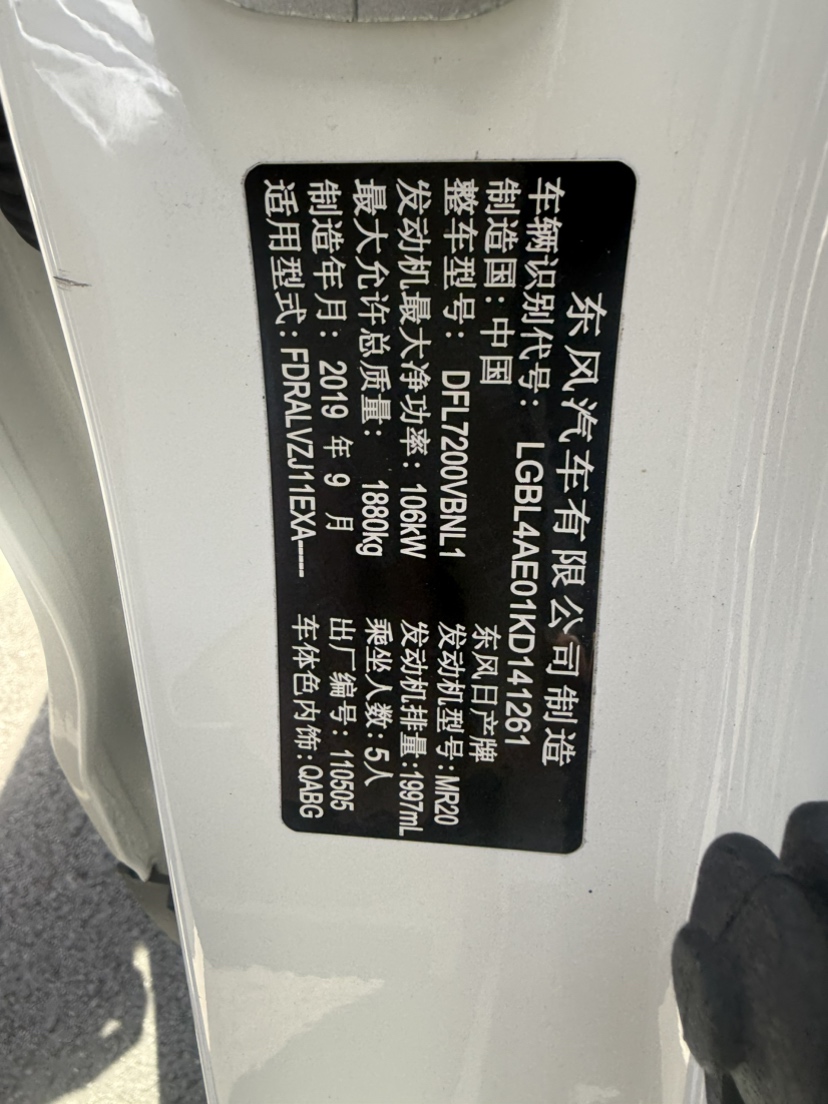 东风汽车有限公司制造
车辆识别代号：LGBL4AE01KD141261
制造国：中国 东风日产牌
整车型号：DFL7200VBNL1 发动机型号：MR20
发动机最大净功率：106kW 发动机排量：1997mL
最大允许总质量：1880kg 乘坐人数：5人
制造年月：2019 年 9 月 出厂编号：110505
适用型式：FDRALVZJ11EXA----- 车体色内饰：QABG